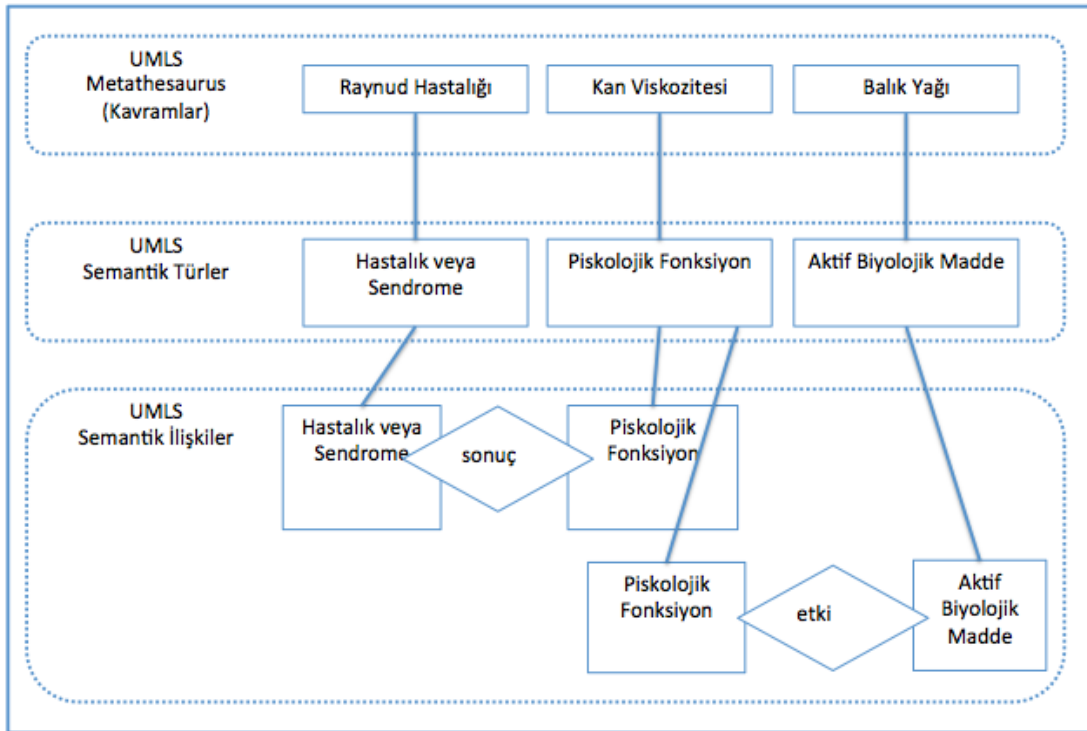 UMLS
Metathesaurus
(Kavramlar)
Raynud Hastalığı
Kan Viskozitesi
Balık Yağı
UMLS
Semantik Türler
Hastalık veya
Sendrome
Piskolojik Fonksiyon
Aktif Biyolojik Madde
UMLS
Semantik İlişkiler
Hastalık veya
Sendrome
sonuç
Piskolojik
Fonksiyon
Piskolojik
Fonksiyon
etki
Aktif
Biyolojik
Madde